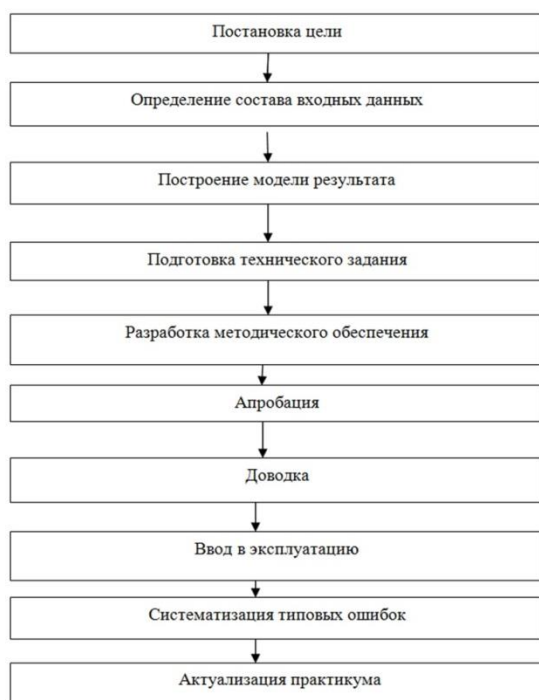 Постановка цели
Определение состава входных данных
Построение модели результата
Подготовка технического задания
Разработка методического обеспечения
Апробация
Доводка
Ввод в эксплуатацию
Систематизация типовых ошибок
Актуализация практикума